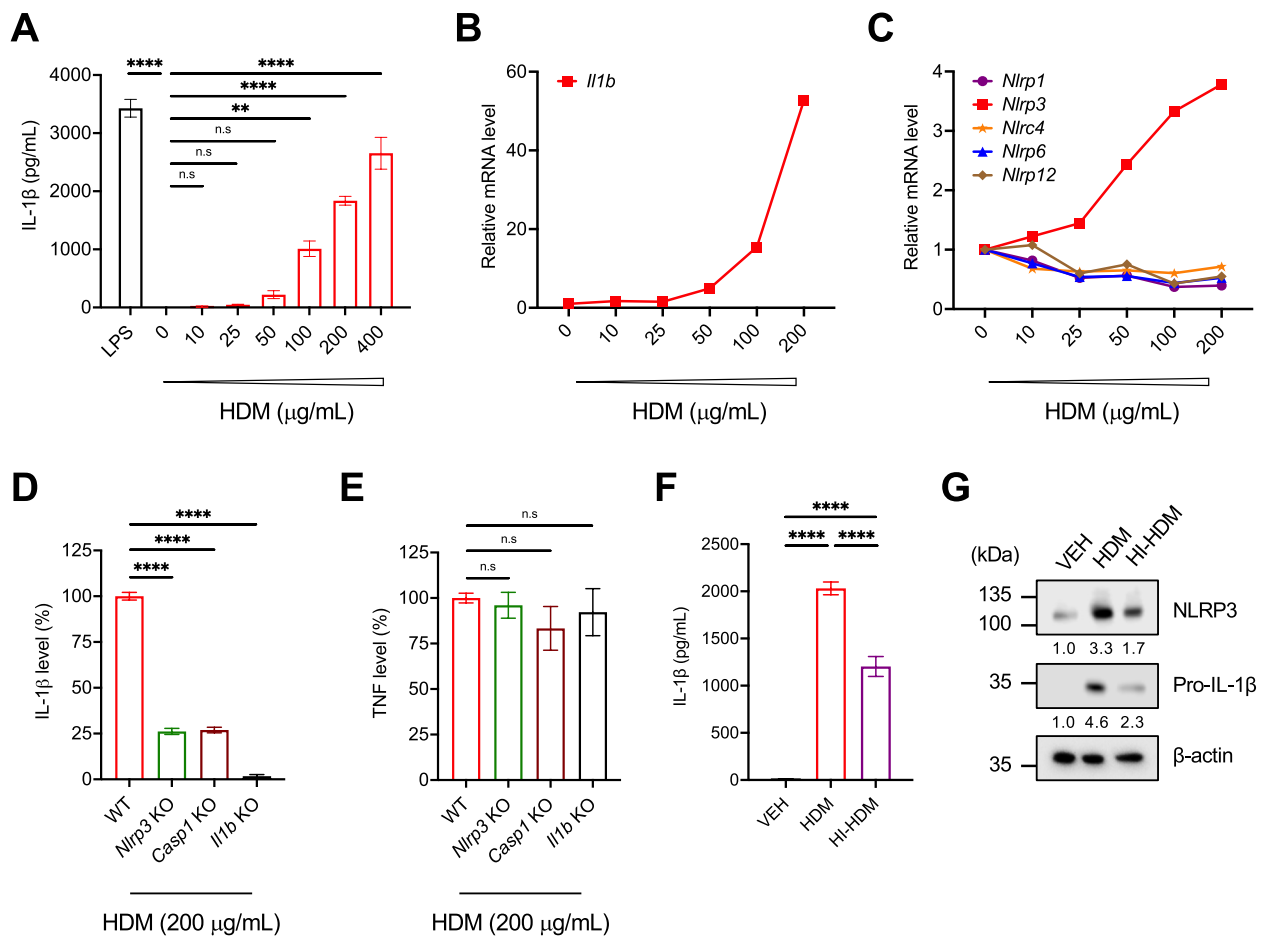 A
**** ****
****
**
n.s
n.s
n.s
IL-1β (pg/mL)
4000
3000
2000
1000
0
LPS 0 10 25 50 100 200 400
HDM (μg/mL)
B
Il1b
Relative mRNA level
60
40
20
0
0 10 25 50 100 200
HDM (μg/mL)
C
Nlrp1
Nlrp3
Nlrc4
Nlrp6
Nlrp12
Relative mRNA level
4
3
2
1
0
0 10 25 50 100 200
HDM (μg/mL)
D
****
****
****
IL-1β level (%)
125
100
75
50
25
0
WT Nlrp3 KO Casp1 KO Il1b KO
HDM (200 μg/mL)
E
n.s
n.s
n.s
TNF level (%)
125
100
75
50
25
0
WT Nlrp3 KO Casp1 KO Il1b KO
HDM (200 μg/mL)
F
****
**** ****
IL-1β (pg/mL)
2500
2000
1500
1000
500
0
VEH HDM HI-HDM
G
(kDa) VEH HDM HI-HDM
135
100
NLRP3
1.0 3.3 1.7
35
Pro-IL-1β
1.0 4.6 2.3
35
β-actin